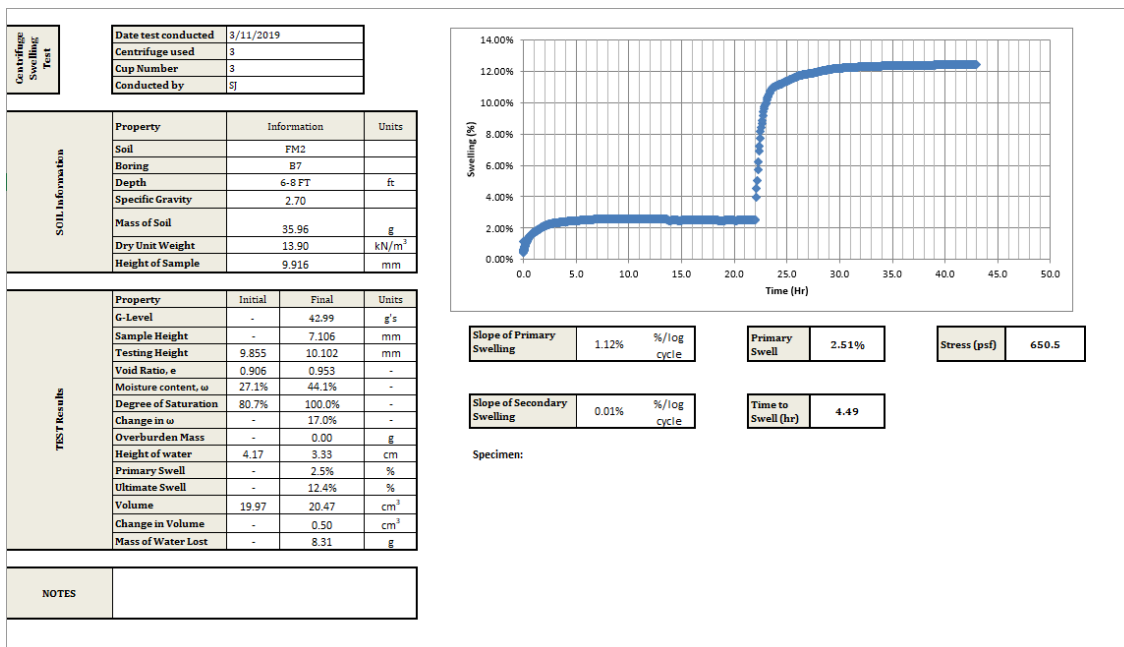 Centrifuge
Swelling
Test
Date test conducted 3/11/2019
Centrifuge used 3
Cup Number 3
Conducted by SJ
SOIL Information
Property Information Units
Soil FM2
Boring B7
Depth 6-8 FT ft
Specific Gravity 2.70
Mass of Soil 35.96 g
Dry Unit Weight 13.90 kN/m³
Height of Sample 9.916 mm
TEST Results
Property Initial Final Units
G-Level - 42.99 g's
Sample Height - 7.106 mm
Testing Height 9.855 10.102 mm
Void Ratio, e 0.906 0.953 -
Moisture content, ω 27.1% 44.1% -
Degree of Saturation 80.7% 100.0% -
Change in ω - 17.0% -
Overburden Mass - 0.00 g
Height of water 4.17 3.33 cm
Primary Swell - 2.5% %
Ultimate Swell - 12.4% %
Volume 19.97 20.47 cm³
Change in Volume - 0.50 cm³
Mass of Water Lost - 8.31 g
NOTES
14.00%
12.00%
10.00%
8.00%
6.00%
4.00%
2.00%
0.00%
Swelling (%)
0.0 5.0 10.0 15.0 20.0 25.0 30.0 35.0 40.0 45.0 50.0
Time (Hr)
Slope of Primary
Swelling
1.12%
%/log
cycle
Primary
Swell
2.51%
Stress (psf) 650.5
Slope of Secondary
Swelling
0.01%
%/log
cycle
Time to
Swell (hr)
4.49
Specimen: